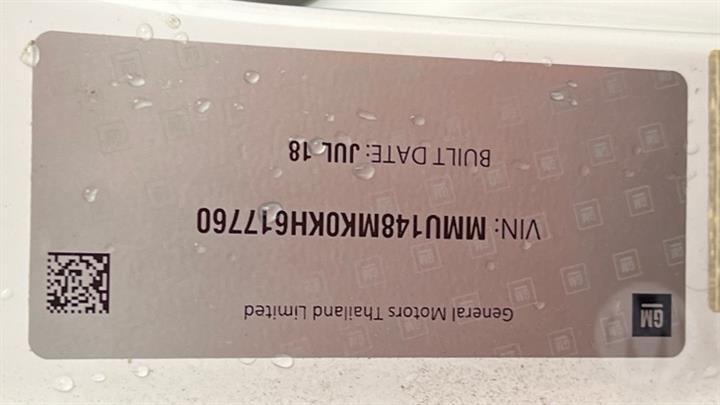 GM
General Motors Thailand Limited
VIN: MMU148MK0KH617760
BUILT DATE: JUL 18